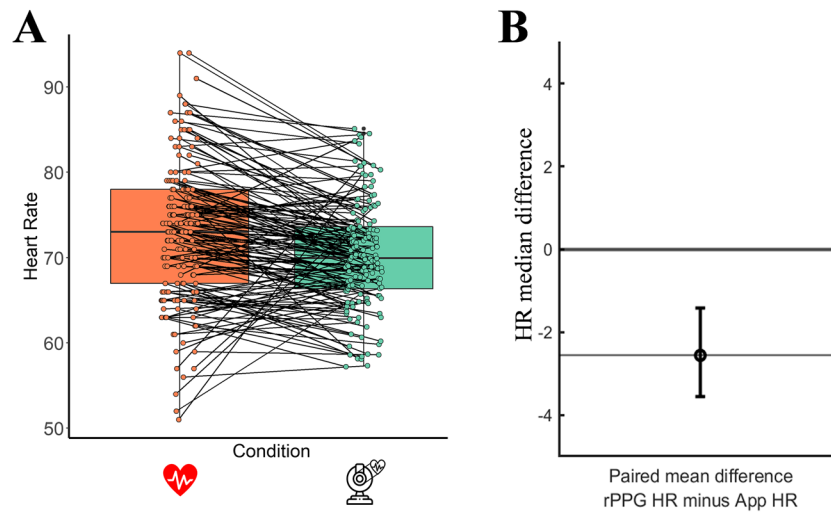 A
Heart Rate
90
80
70
60
50
Condition
B
HR median difference
4
2
0
-2
-4
Paired mean difference
rPPG HR minus App HR